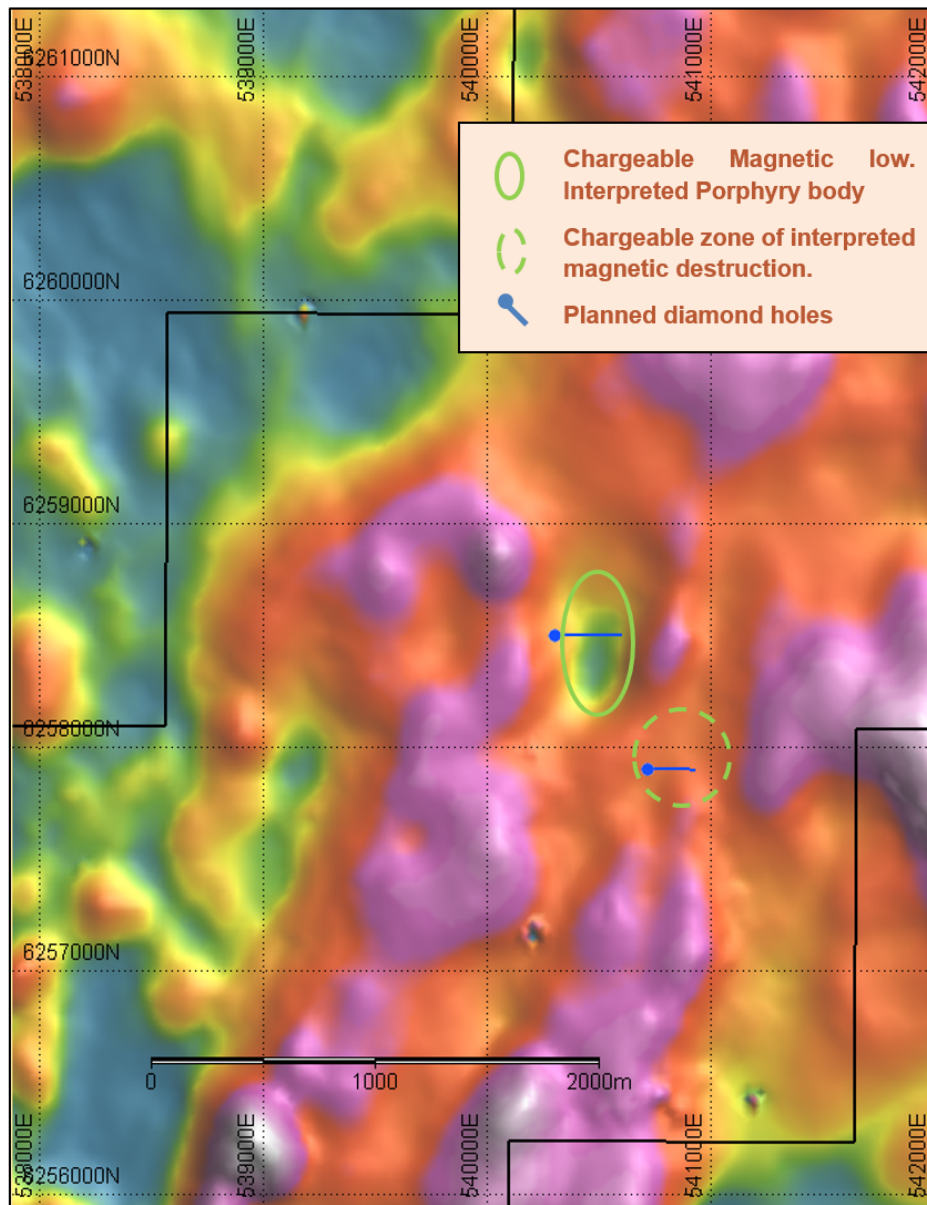 538000E
539000E
540000E
541000E
542000E
6261000N
Chargeable Magnetic low.
Interpreted Porphyry body
Chargeable zone of interpreted
magnetic destruction.
Planned diamond holes
6260000N
6259000N
6258000N
6257000N
0 1000 2000m
6256000N
538000E
539000E
540000E
541000E
542000E